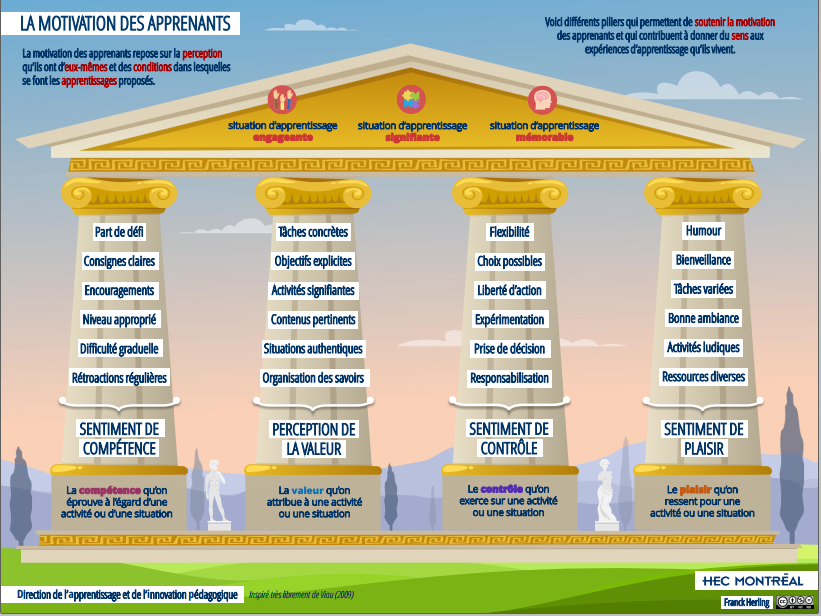 LA MOTIVATION DES APPRENANTS
La motivation des apprenants repose sur la perception
qu'ils ont d'eux-mêmes et des conditions dans lesquelles
se font les apprentissages proposés.
Voici différents piliers qui permettent de soutenir la motivation
des apprenants et qui contribuent à donner du sens aux
expériences d'apprentissage qu'ils vivent.
situation d'apprentissage
engageante
situation d'apprentissage
signifiante
situation d'apprentissage
mémorable
Part de défi
Consignes claires
Encouragements
Niveau approprié
Difficulté graduelle
Rétroactions régulières
SENTIMENT DE
COMPÉTENCE
La compétence qu'on
éprouve à l'égard d'une
activité ou d'une situation
Tâches concrètes
Objectifs explicites
Activités signifiantes
Contenus pertinents
Situations authentiques
Organisation des savoirs
PERCEPTION DE
LA VALEUR
La valeur qu'on
attribue à une activité
ou une situation
Flexibilité
Choix possibles
Liberté d'action
Expérimentation
Prise de décision
Responsabilisation
SENTIMENT DE
CONTRÔLE
Le contrôle qu'on
exerce sur une activité
ou une situation
Humour
Bienveillance
Tâches variées
Bonne ambiance
Activités ludiques
Ressources diverses
SENTIMENT DE
PLAISIR
Le plaisir qu'on
ressent pour une
activité ou une situation
Direction de l'apprentissage et de l'innovation pédagogique
Inspiré très librement de Viau (2009)
HEC MONTRÉAL
Franck Herling